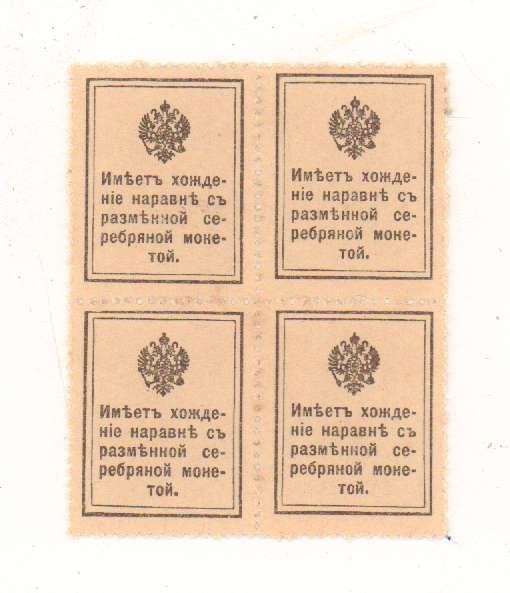 Имѣетъ хожде-
ніе наравнѣ съ
размѣнной се-
ребряной моне-
той.
Имѣетъ хожде-
ніе наравнѣ съ
размѣнной се-
ребряной моне-
той.
Имѣетъ хожде-
ніе наравнѣ съ
размѣнной се-
ребряной моне-
той.
Имѣетъ хожде-
ніе наравнѣ съ
размѣнной се-
ребряной моне-
той.